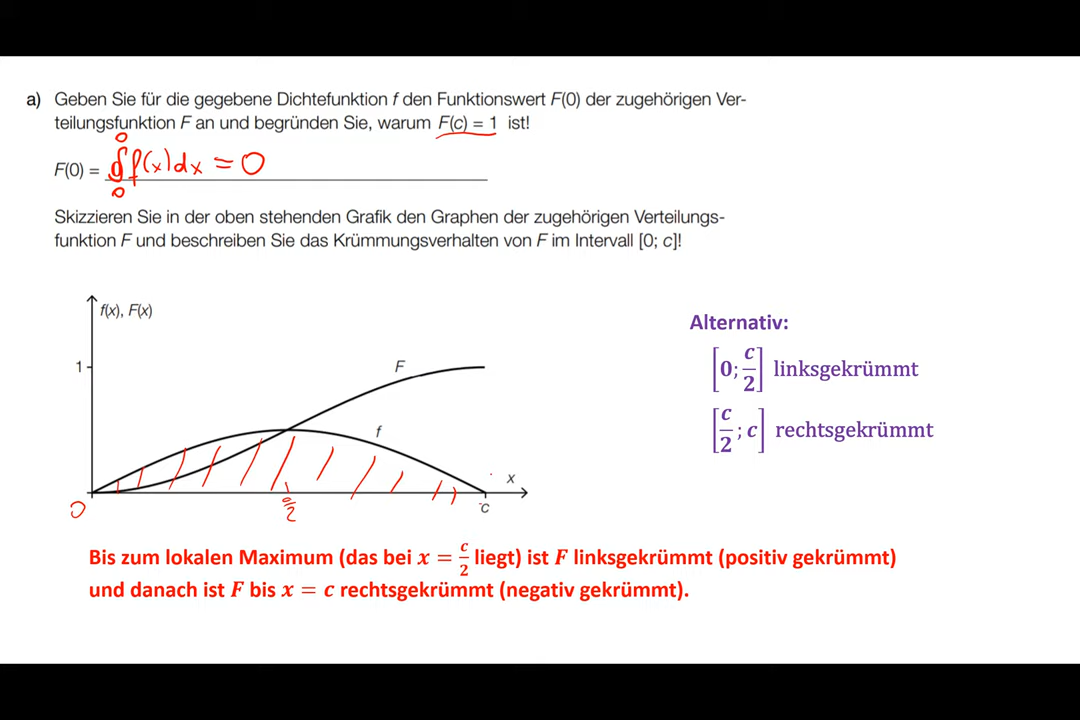 a) Geben Sie für die gegebene Dichtefunktion f den Funktionswert F(0) der zugehörigen Ver-
teilungsfunktion F an und begründen Sie, warum F(c) = 1 ist!
F(0) = ∫₀⁰ f(x)dx = 0
Skizzieren Sie in der oben stehenden Grafik den Graphen der zugehörigen Verteilungs-
funktion F und beschreiben Sie das Krümmungsverhalten von F im Intervall [0; c]!
f(x), F(x)
1
F
f
x
0
c/2
c
Alternativ:
[0; c/2] linksgekrümmt
[c/2; c] rechtsgekrümmt
Bis zum lokalen Maximum (das bei x = c/2 liegt) ist F linksgekrümmt (positiv gekrümmt)
und danach ist F bis x = c rechtsgekrümmt (negativ gekrümmt).